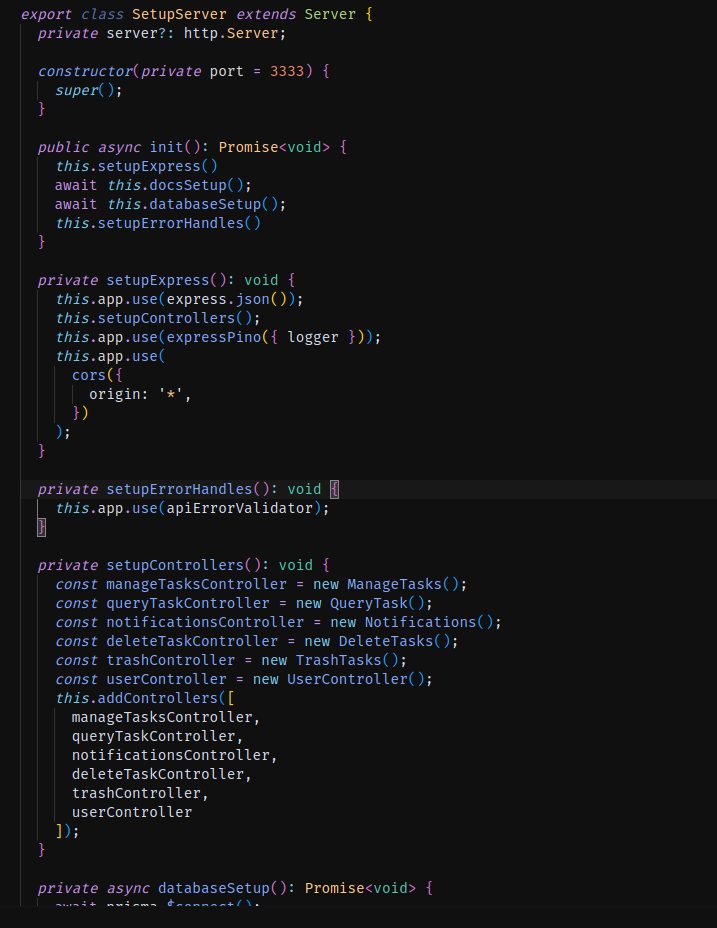 export class SetupServer extends Server {
private server?: http.Server;
constructor(private port = 3333) {
super();
}
public async init(): Promise<void> {
this.setupExpress()
await this.docsSetup();
await this.databaseSetup();
this.setupErrorHandles()
}
private setupExpress(): void {
this.app.use(express.json());
this.setupControllers();
this.app.use(expressPino({ logger }));
this.app.use(
cors({
origin: '*',
})
);
}
private setupErrorHandles(): void {
this.app.use(apiErrorValidator);
}
private setupControllers(): void {
const manageTasksController = new ManageTasks();
const queryTaskController = new QueryTask();
const notificationsController = new Notifications();
const deleteTaskController = new DeleteTasks();
const trashController = new TrashTasks();
const userController = new UserController();
this.addControllers([
manageTasksController,
queryTaskController,
notificationsController,
deleteTaskController,
trashController,
userController
]);
}
private async databaseSetup(): Promise<void> {
await prisma.$connect();